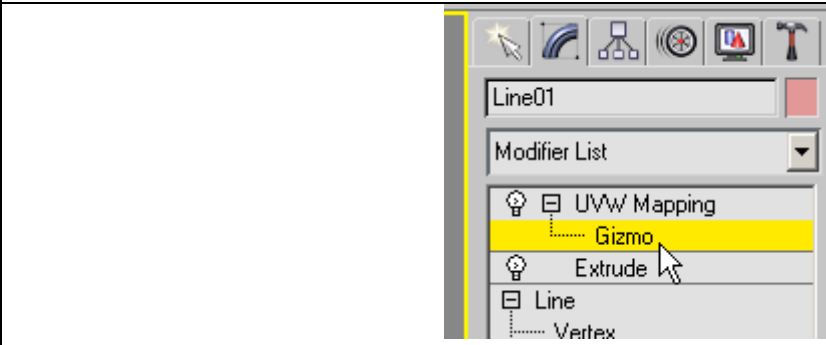 Line01
Modifier List
UVW Mapping
Gizmo
Extrude
Line
Vertex